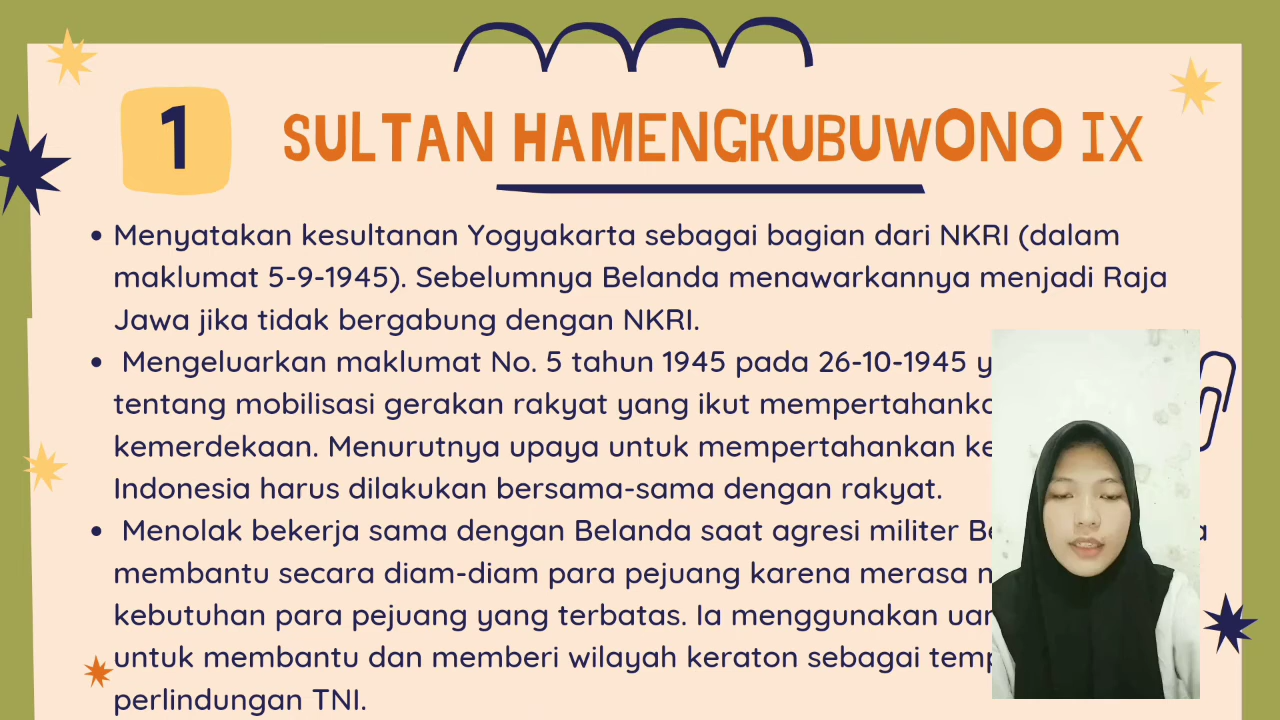 1
SULTAN HAMENGKUBUWONO IX
• Menyatakan kesultanan Yogyakarta sebagai bagian dari NKRI (dalam
maklumat 5-9-1945). Sebelumnya Belanda menawarkannya menjadi Raja
Jawa jika tidak bergabung dengan NKRI.
• Mengeluarkan maklumat No. 5 tahun 1945 pada 26-10-1945
tentang mobilisasi gerakan rakyat yang ikut
kemerdekaan. Menurutnya upaya untuk mempertahankan
Indonesia harus dilakukan bersama-sama dengan rakyat.
• Menolak bekerja sama dengan Belanda saat agresi militer
membantu secara diam-diam para pejuang karena merasa
kebutuhan para pejuang yang terbatas. Ia menggunakan
untuk membantu dan memberi wilayah keraton sebagai
perlindungan TNI.